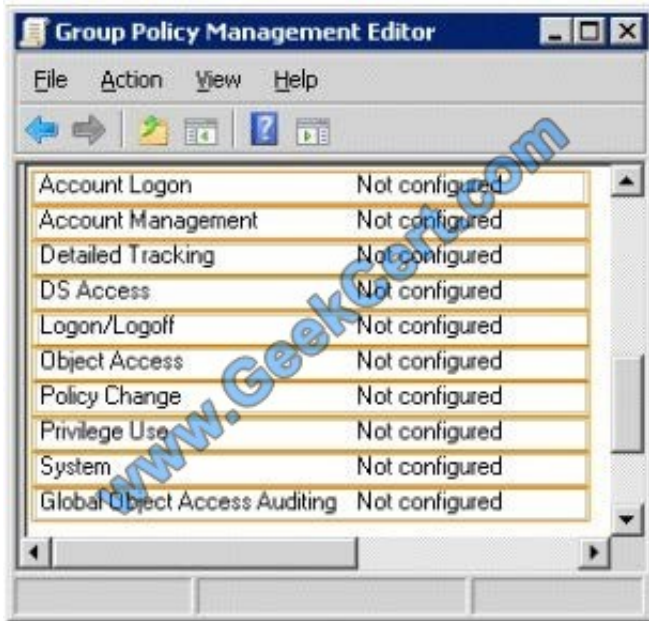 Group Policy Management Editor
File Action View Help
Account Logon Not configured
Account Management Not configured
Detailed Tracking Not configured
DS Access Not configured
Logon/Logoff Not configured
Object Access Not configured
Policy Change Not configured
Privilege Use Not configured
System Not configured
Global Object Access Auditing Not configured
www.GeekCert.com